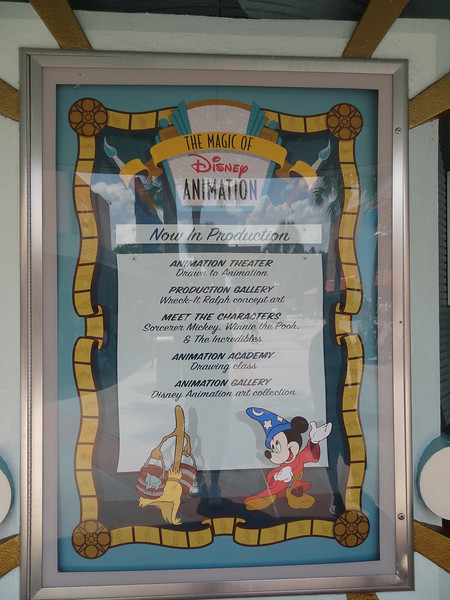 THE MAGIC OF
Disney
ANIMATION
Now In Production
ANIMATION THEATER
Drawn to Animation
PRODUCTION GALLERY
Wreck-It Ralph concept art
MEET THE CHARACTERS
Sorcerer Mickey, Winnie the Pooh,
& The Incredibles
ANIMATION ACADEMY
Drawing class
ANIMATION GALLERY
Disney Animation art collection